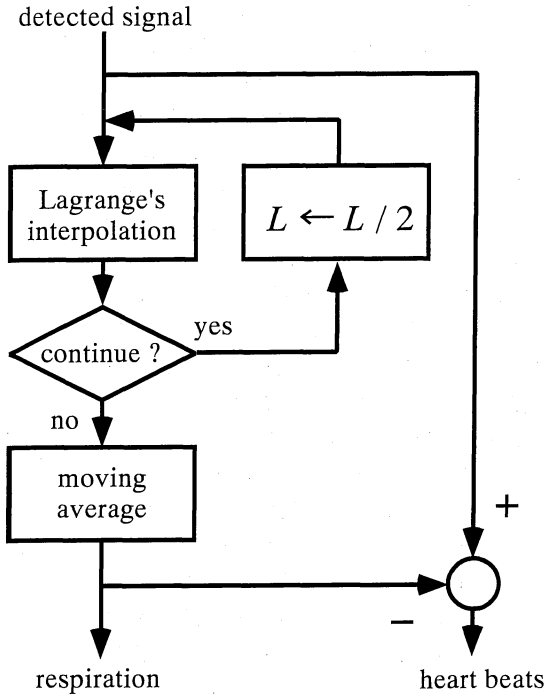 detected signal
Lagrange's
interpolation
L ← L / 2
yes
continue ?
no
moving
average
+
−
respiration
heart beats